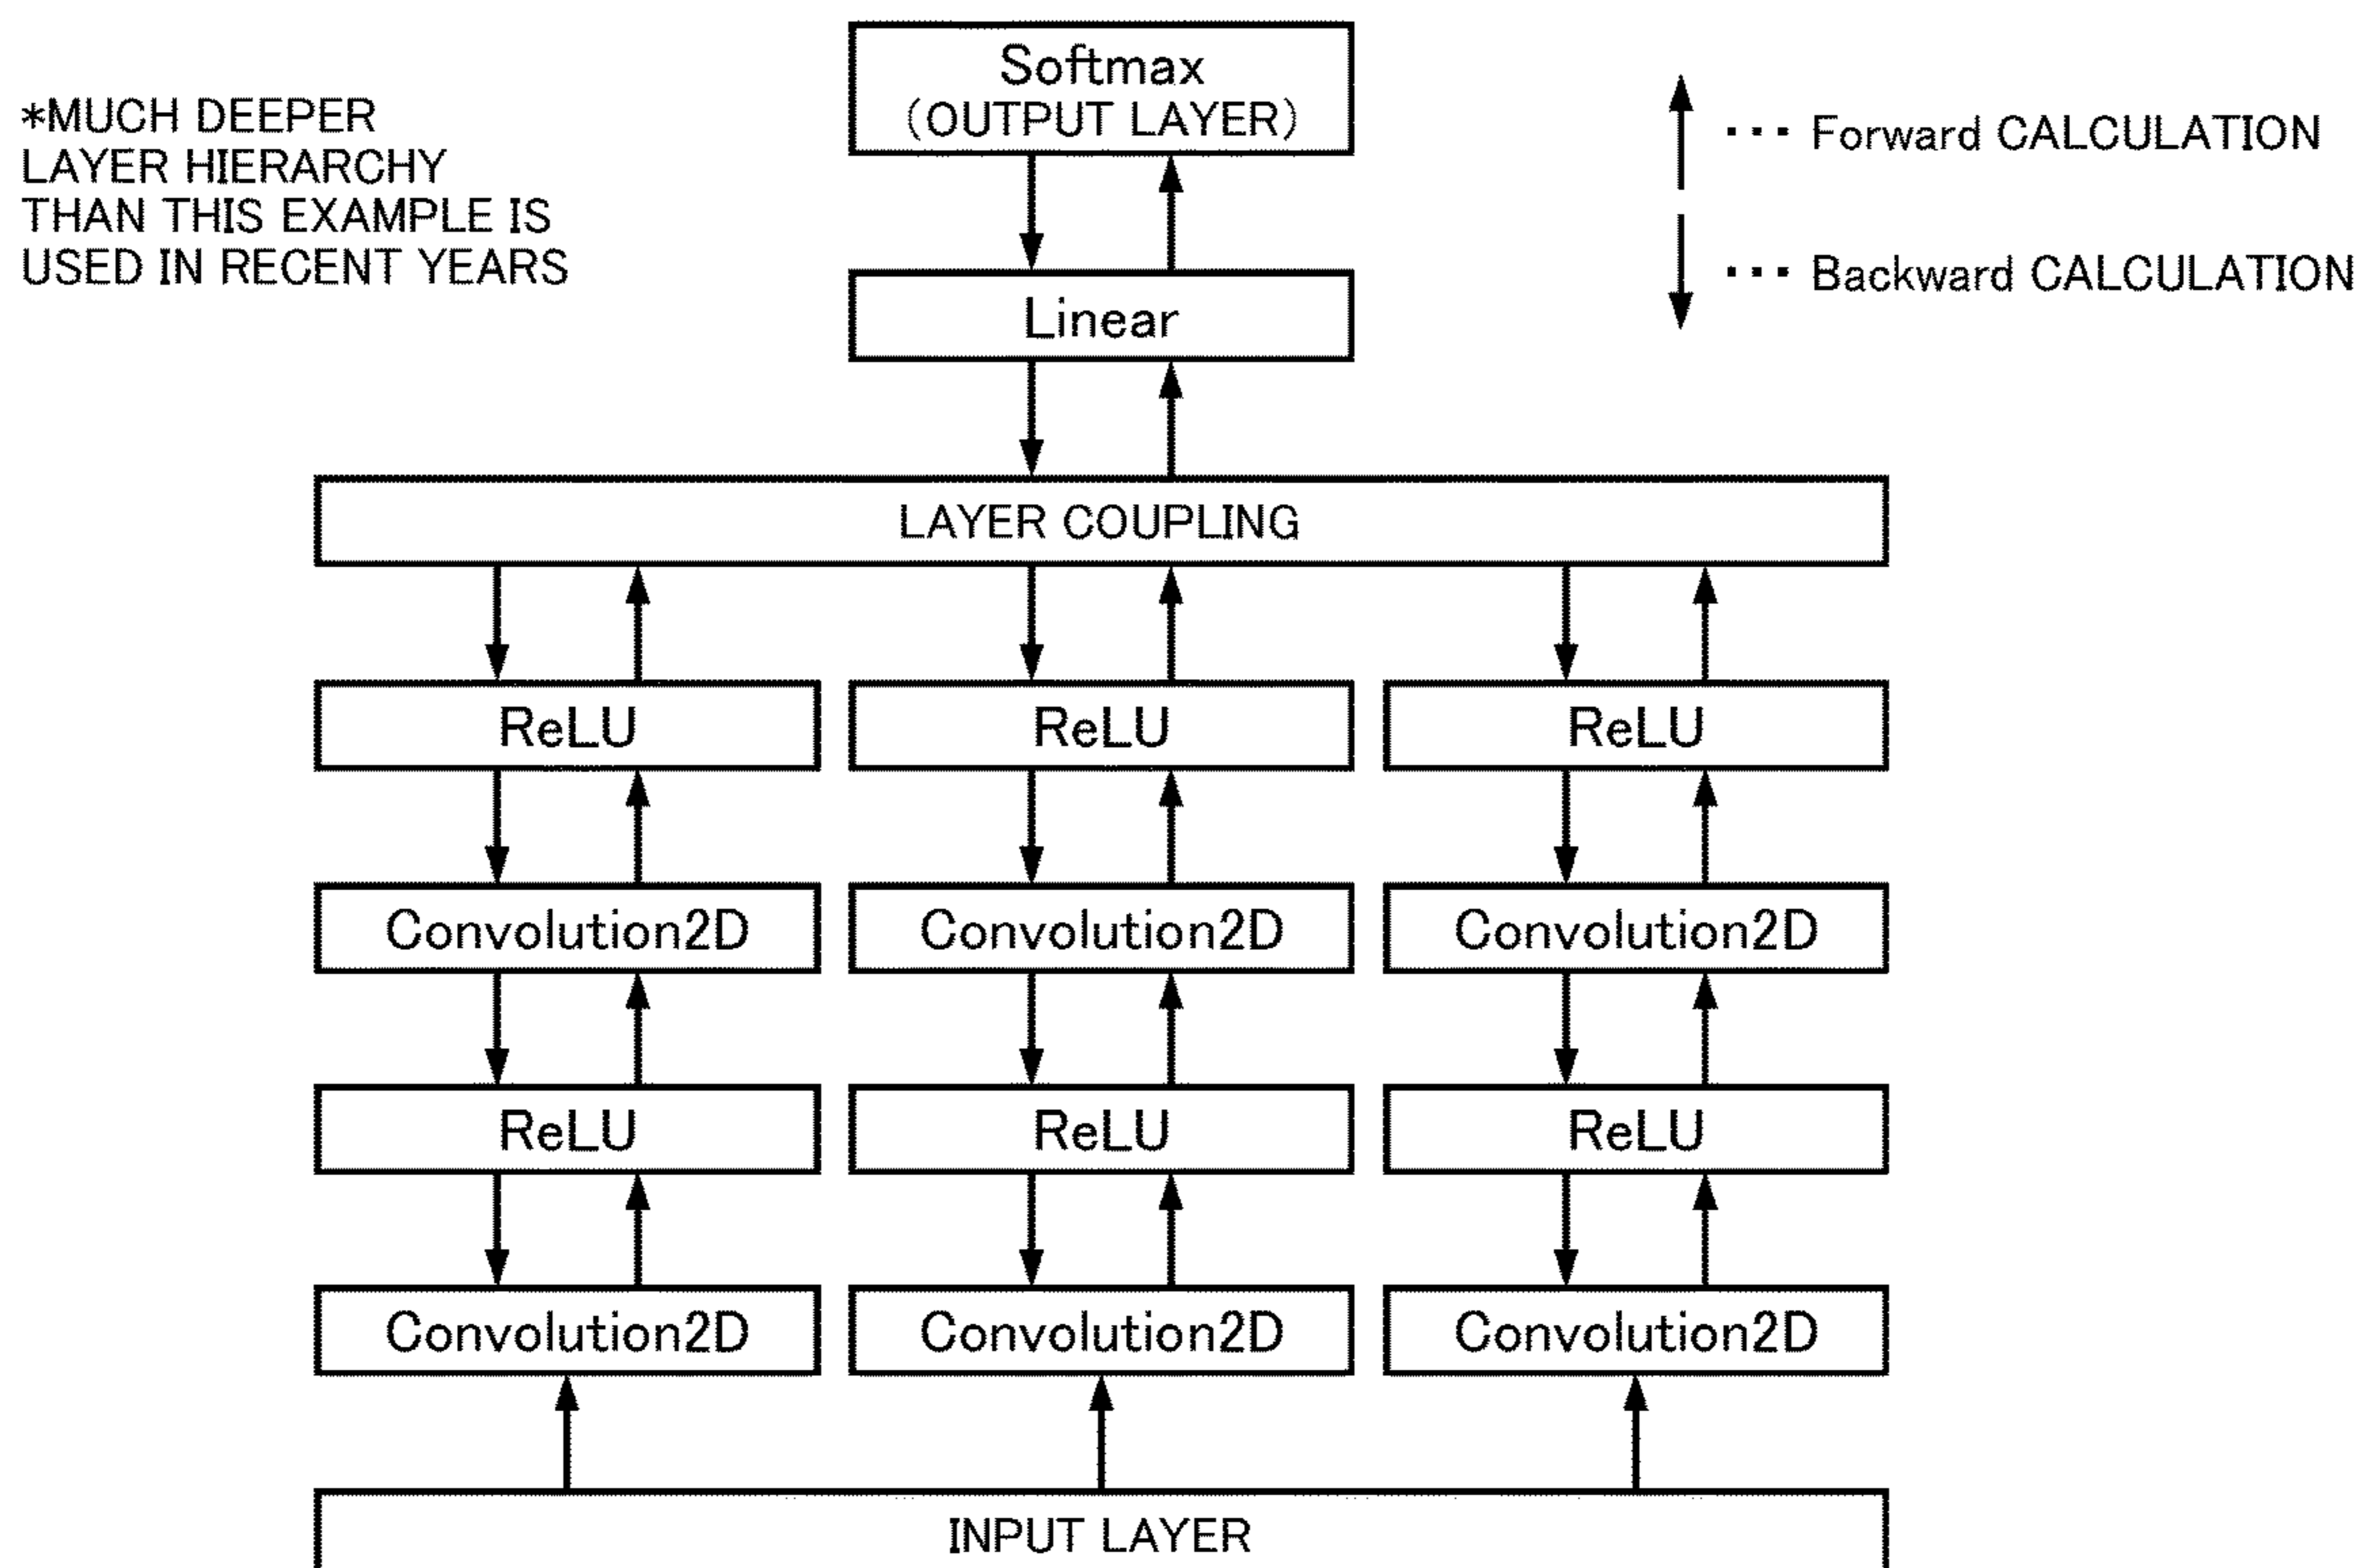 Softmax
(OUTPUT LAYER)
*MUCH DEEPER
LAYER HIERARCHY
THAN THIS EXAMPLE IS
USED IN RECENT YEARS
··· Forward CALCULATION
··· Backward CALCULATION
Linear
LAYER COUPLING
ReLU ReLU ReLU
Convolution2D Convolution2D Convolution2D
ReLU ReLU ReLU
Convolution2D Convolution2D Convolution2D
INPUT LAYER